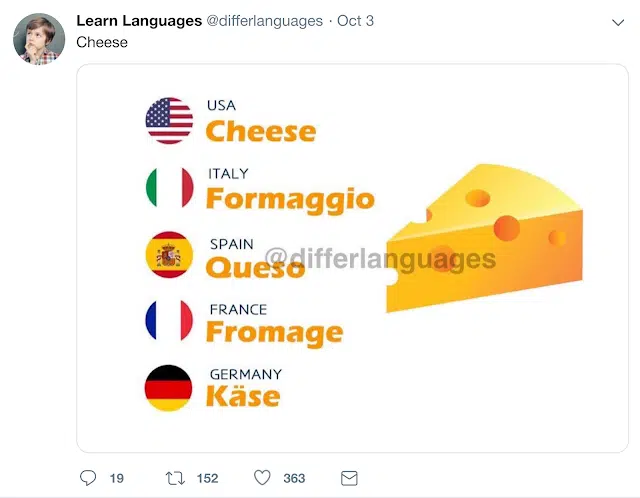 Learn Languages @differlanguages · Oct 3
Cheese
USA
Cheese
ITALY
Formaggio
SPAIN
Queso
@differlanguages
FRANCE
Fromage
GERMANY
Käse
19 152 363